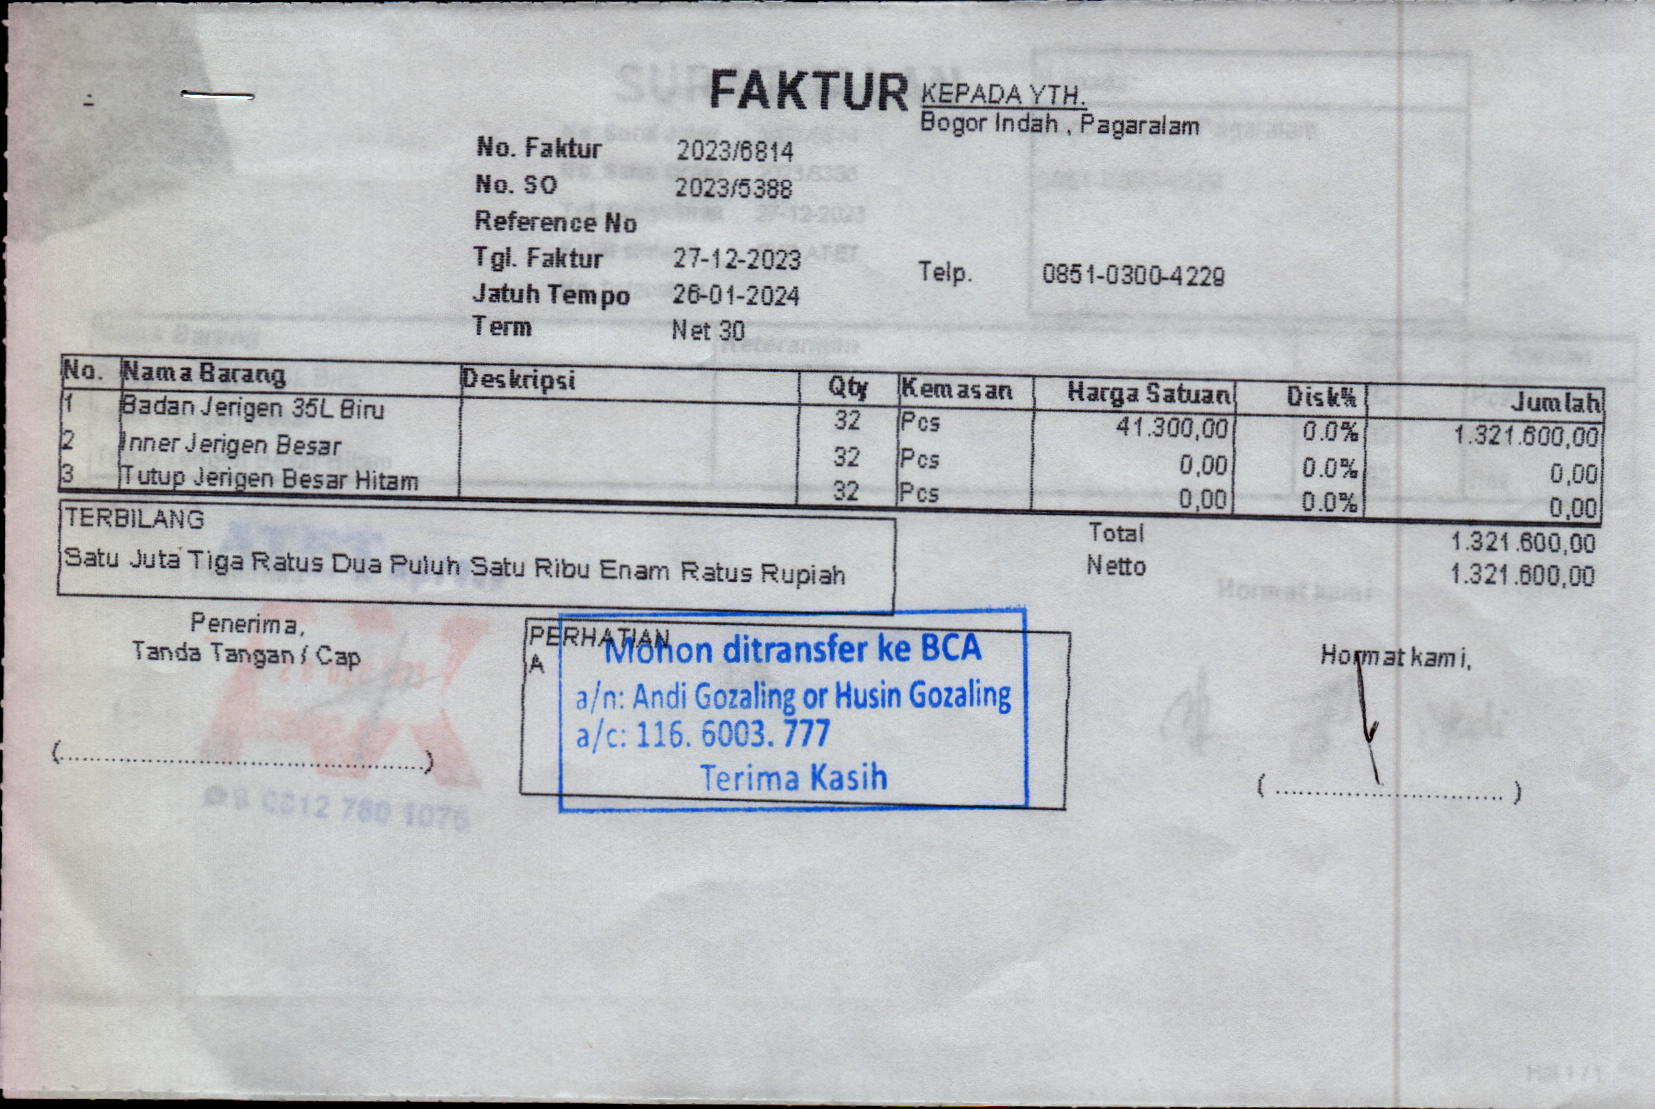 FAKTUR
KEPADA YTH.
Bogor Indah , Pagaralam
No. Faktur 2023/6814
No. SO 2023/5388
Reference No
Tgl. Faktur 27-12-2023
Telp. 0851-0300-4229
Jatuh Tempo 26-01-2024
Term Net 30
No. Nama Barang Deskripsi Qty Kemasan Harga Satuan Disk% Jumlah
1 Badan Jerigen 35L Biru 32 Pcs 41.300,00 0.0% 1.321.600,00
2 Inner Jerigen Besar 32 Pcs 0,00 0.0% 0,00
3 Tutup Jerigen Besar Hitam 32 Pcs 0,00 0.0% 0,00
TERBILANG
Satu Juta Tiga Ratus Dua Puluh Satu Ribu Enam Ratus Rupiah
Total 1.321.600,00
Netto 1.321.600,00
Penerima,
Tanda Tangan / Cap
(..............................................)
PERHATIAN
A
Mohon ditransfer ke BCA
a/n: Andi Gozaling or Husin Gozaling
a/c: 116. 6003. 777
Terima Kasih
Hormat kami,
( ............................. )
0812 780 1076
Hal 1 / 1